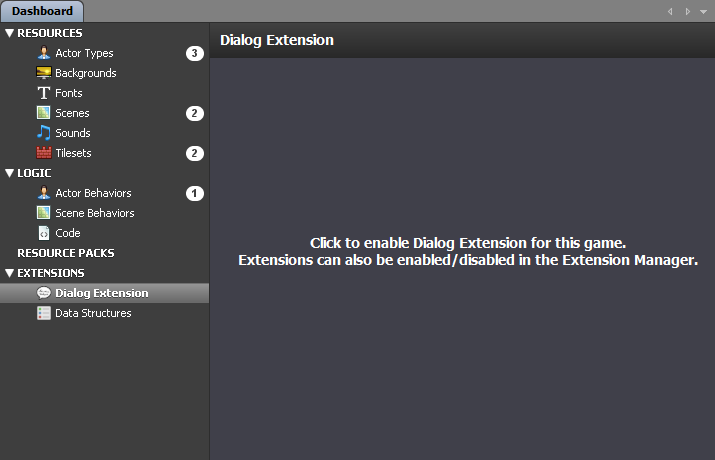 Dashboard
RESOURCES
Actor Types 3
Backgrounds
Fonts
Scenes 2
Sounds
Tilesets 2
LOGIC
Actor Behaviors 1
Scene Behaviors
Code
RESOURCE PACKS
EXTENSIONS
Dialog Extension
Data Structures
Dialog Extension
Click to enable Dialog Extension for this game.
Extensions can also be enabled/disabled in the Extension Manager.